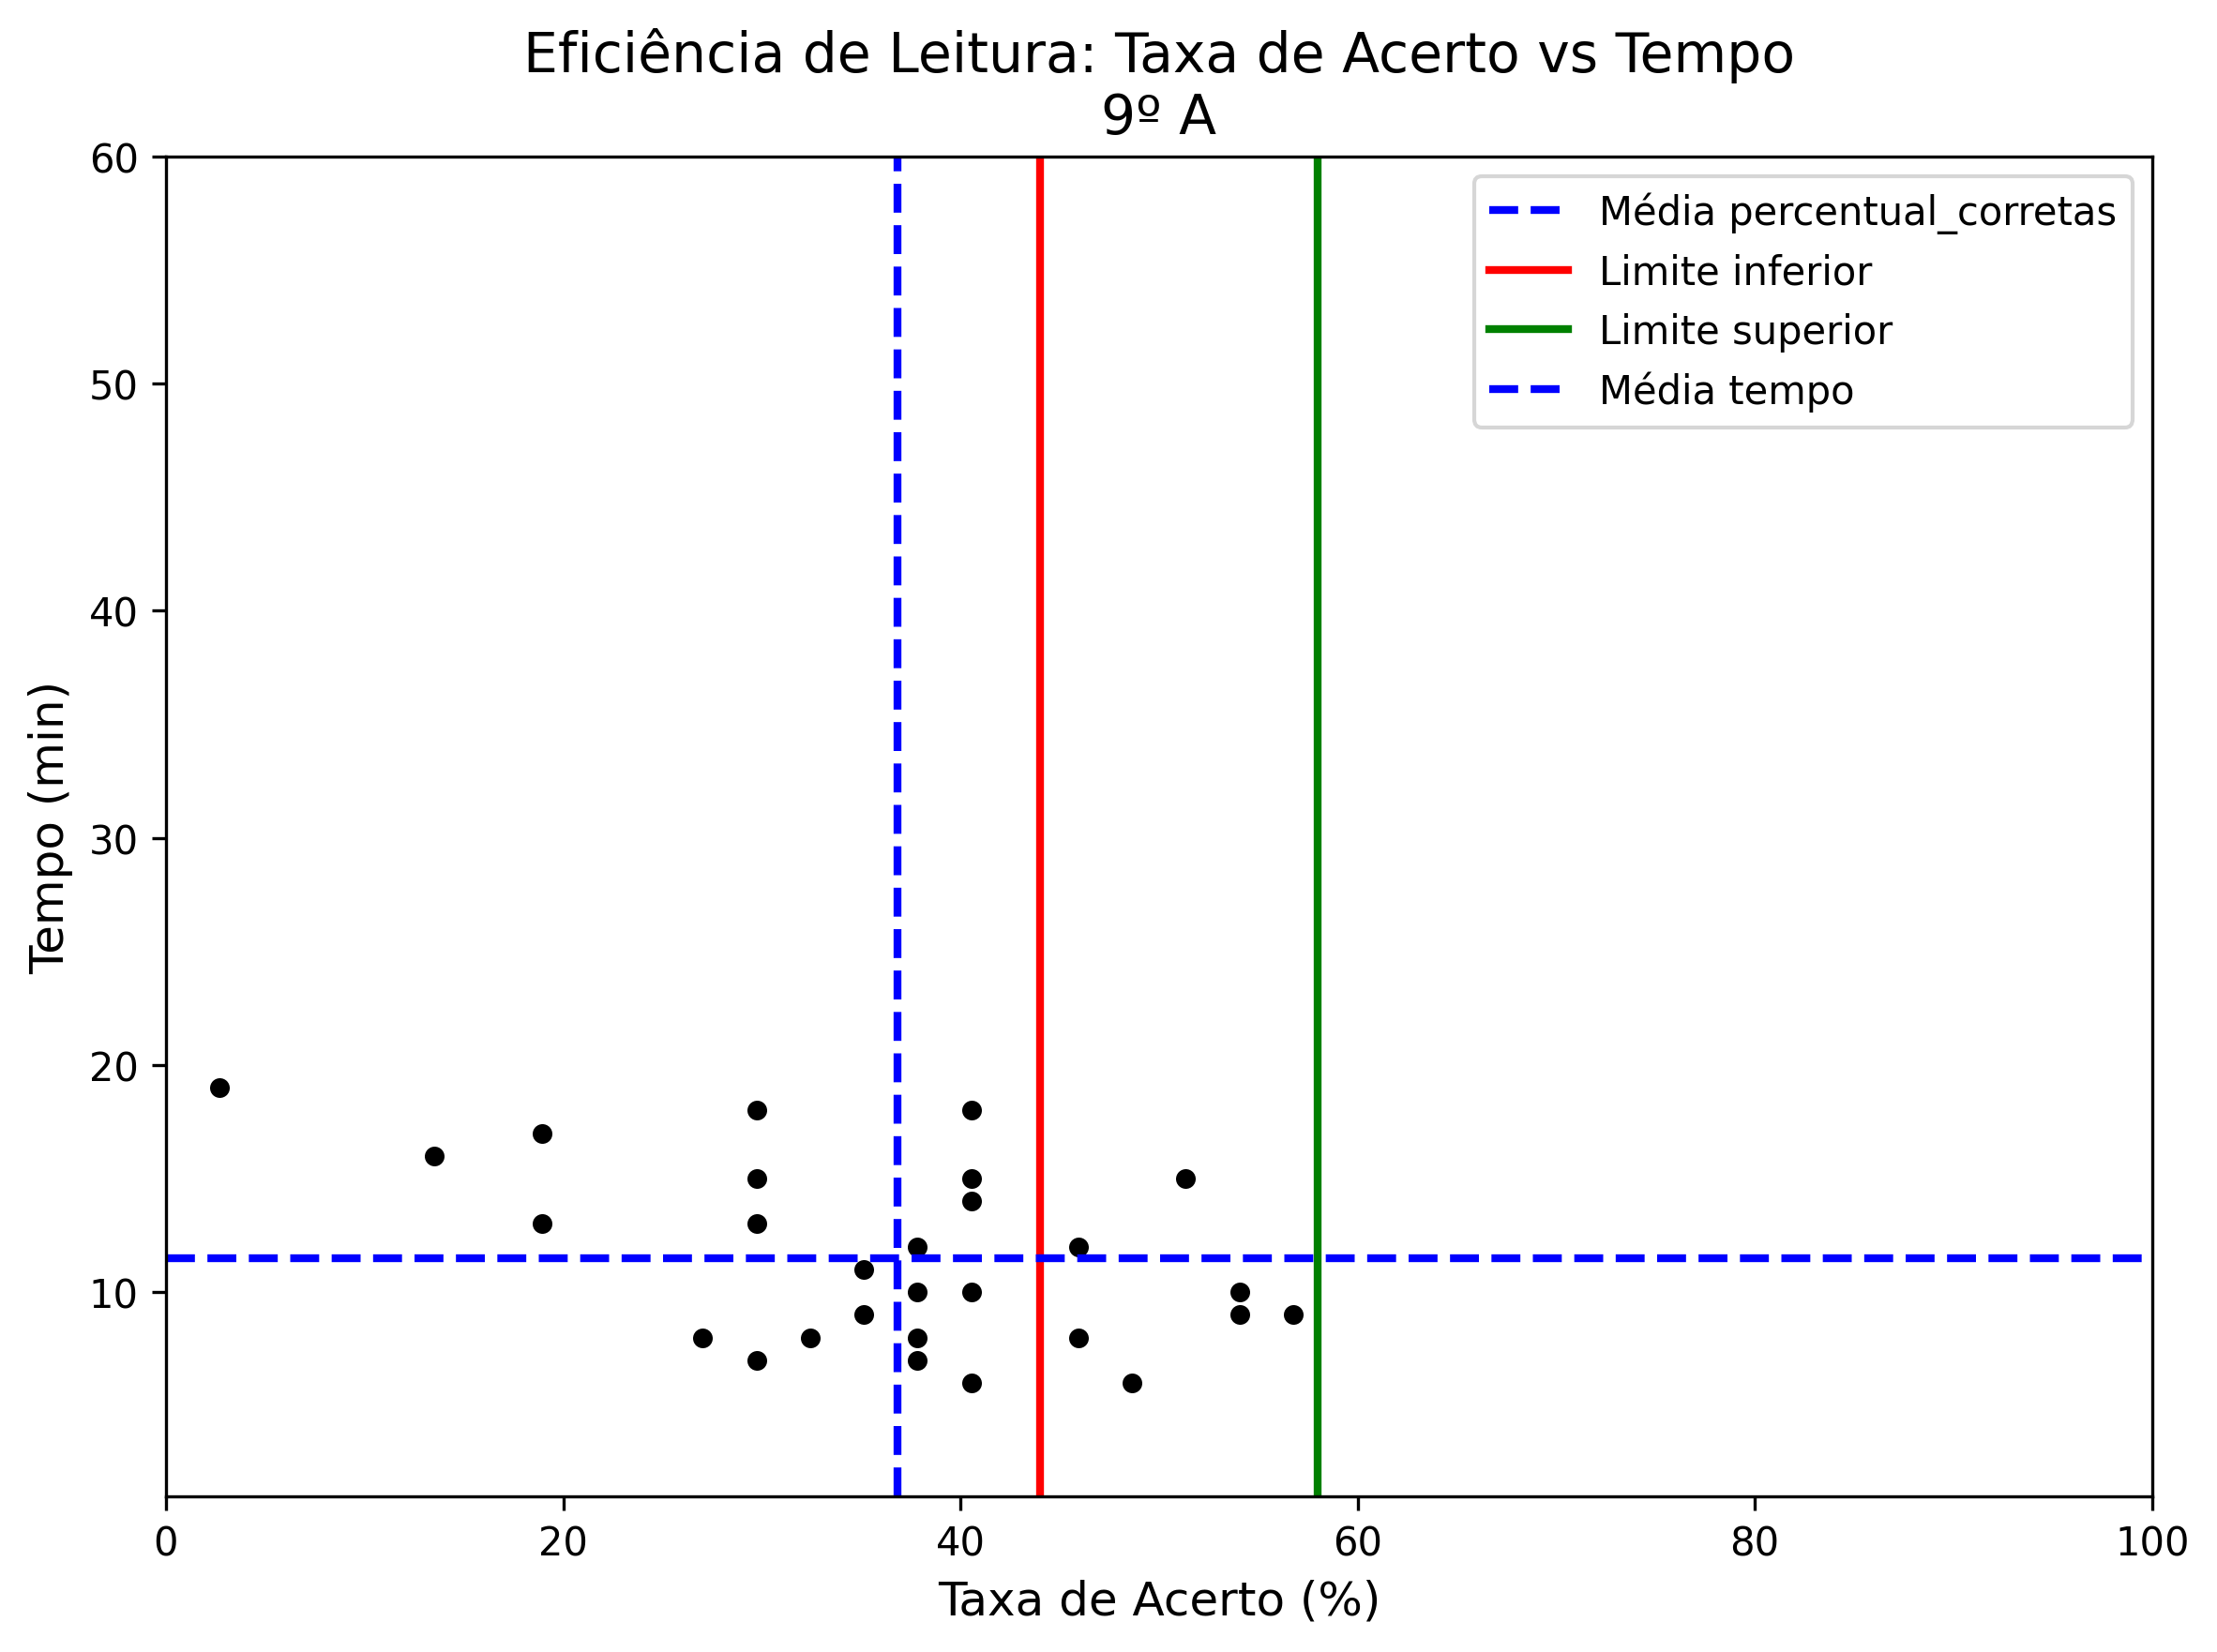 Eficiência de Leitura: Taxa de Acerto vs Tempo
9º A
Média percentual_corretas
Limite inferior
Limite superior
Média tempo
Tempo (min)
60
50
40
30
20
10
0 20 40 60 80 100
Taxa de Acerto (%)